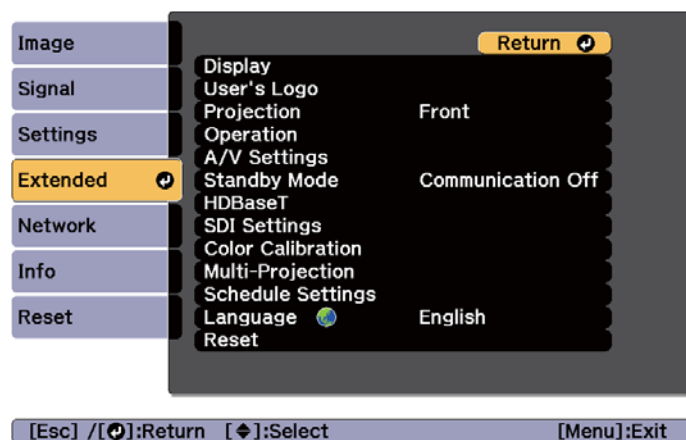 Image
Signal
Settings
Extended
Network
Info
Reset
Return
Display
User's Logo
Projection Front
Operation
A/V Settings
Standby Mode Communication Off
HDBaseT
SDI Settings
Color Calibration
Multi-Projection
Schedule Settings
Language English
Reset
[Esc] /[⏎]:Return [◆]:Select [Menu]:Exit